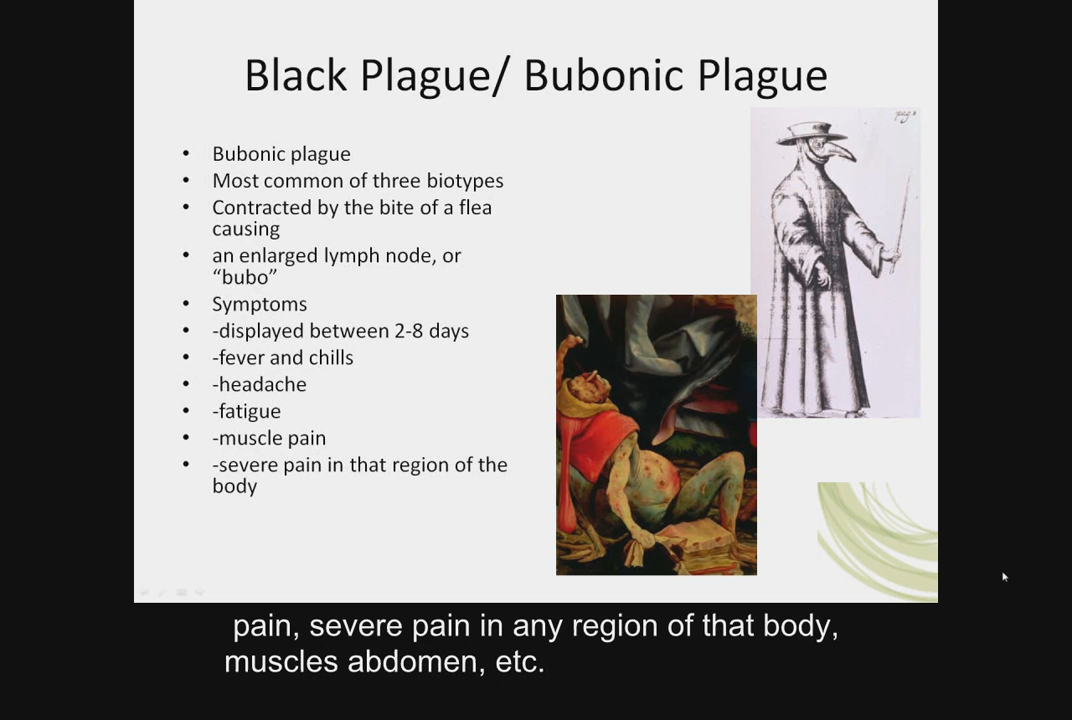 Black Plague/ Bubonic Plague
• Bubonic plague
• Most common of three biotypes
• Contracted by the bite of a flea
causing
• an enlarged lymph node, or
“bubo”
• Symptoms
• -displayed between 2-8 days
• -fever and chills
• -headache
• -fatigue
• -muscle pain
• -severe pain in that region of the
body
pain, severe pain in any region of that body,
muscles abdomen, etc.